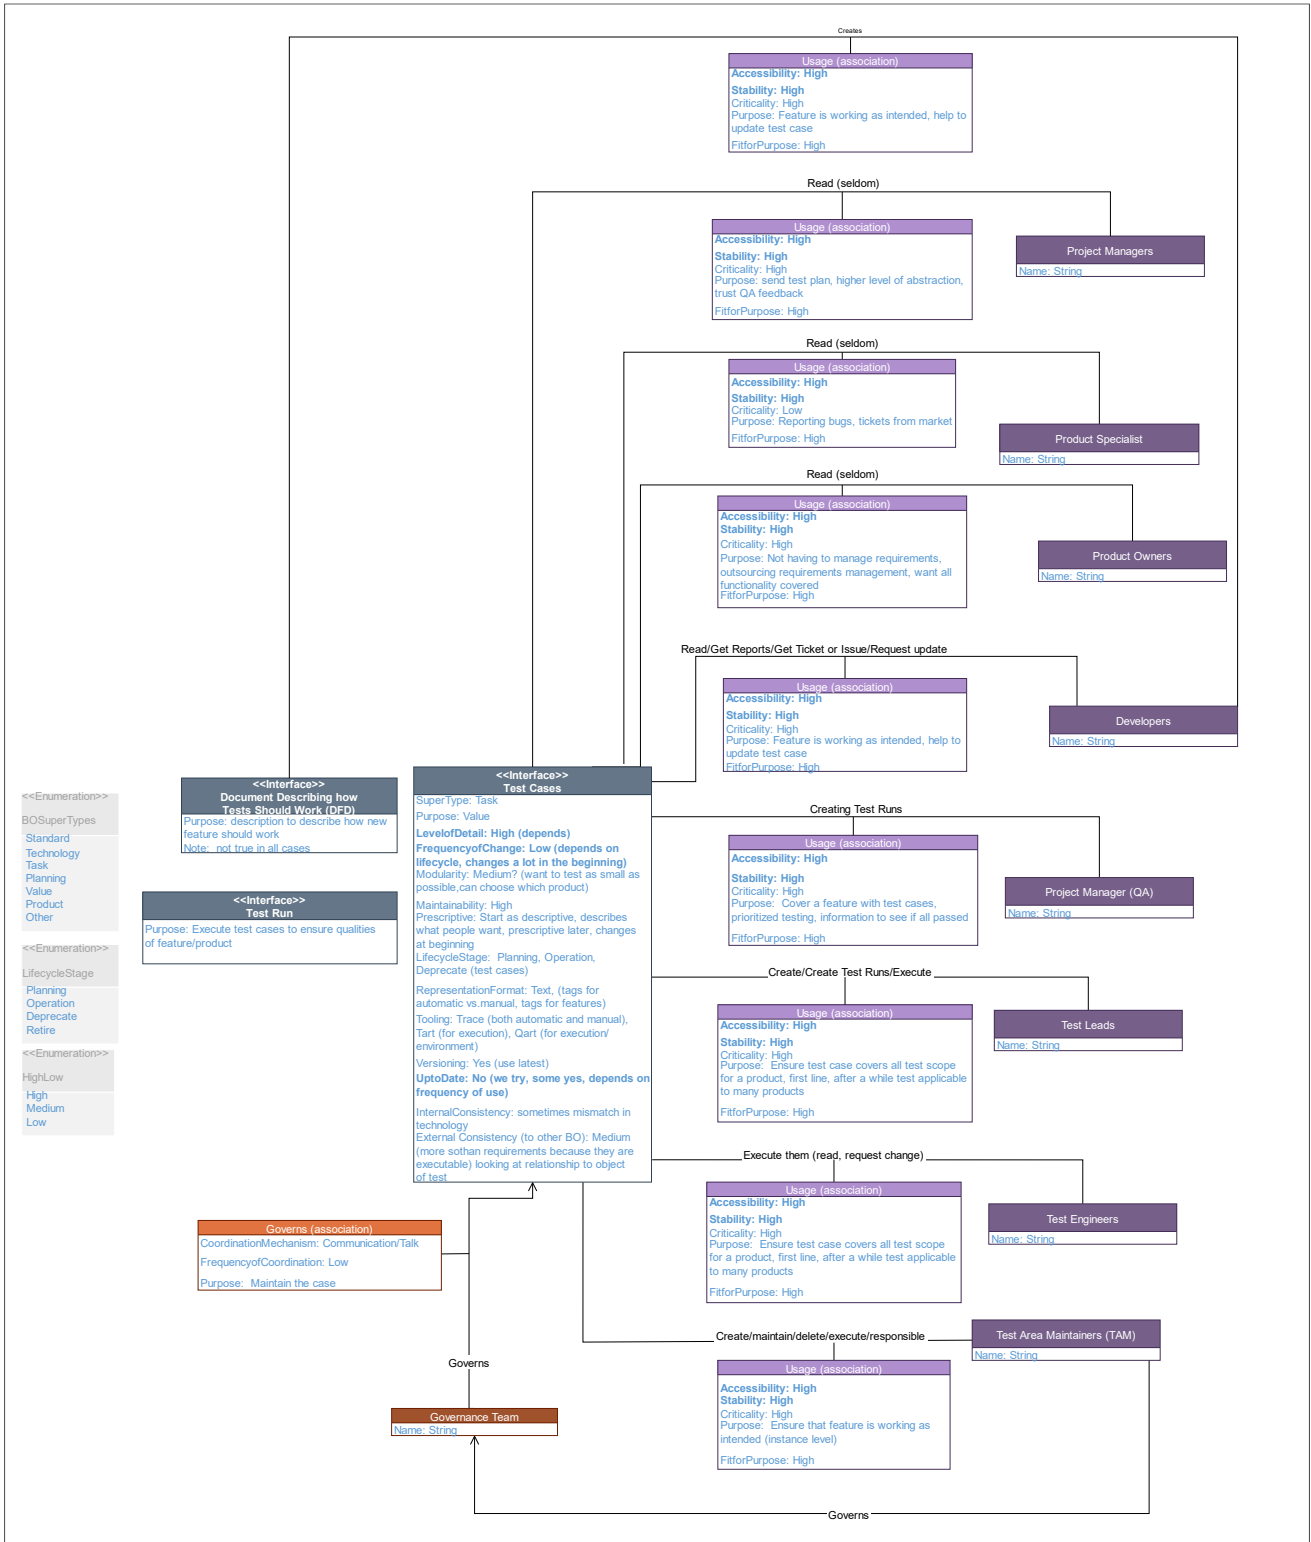 Creates
Usage (association)
Accessibility: High
Stability: High
Criticality: High
Purpose: Feature is working as intended, help to
update test case
FitforPurpose: High
Read (seldom)
Usage (association)
Accessibility: High
Stability: High
Criticality: High
Purpose: send test plan, higher level of abstraction,
trust QA feedback
FitforPurpose: High
Project Managers
Name: String
Read (seldom)
Usage (association)
Accessibility: High
Stability: High
Criticality: Low
Purpose: Reporting bugs, tickets from market
FitforPurpose: High
Product Specialist
Name: String
Read (seldom)
Usage (association)
Accessibility: High
Stability: High
Criticality: High
Purpose: Not having to manage requirements,
outsourcing requirements management, want all
functionality covered
FitforPurpose: High
Product Owners
Name: String
Read/Get Reports/Get Ticket or Issue/Request update
Usage (association)
Accessibility: High
Stability: High
Criticality: High
Purpose: Feature is working as intended, help to
update test case
FitforPurpose: High
Developers
Name: String
<<Enumeration>>
BOSuperTypes
Standard
Technology
Task
Planning
Value
Product
Other
<<Enumeration>>
LifecycleStage
Planning
Operation
Deprecate
Retire
<<Enumeration>>
HighLow
High
Medium
Low
<<Interface>>
Document Describing how
Tests Should Work (DFD)
Purpose: description to describe how new
feature should work
Note:  not true in all cases
<<Interface>>
Test Run
Purpose: Execute test cases to ensure qualities
of feature/product
<<Interface>>
Test Cases
SuperType: Task
Purpose: Value
LevelofDetail: High (depends)
FrequencyofChange: Low (depends on
lifecycle, changes a lot in the beginning)
Modularity: Medium? (want to test as small as
possible,can choose which product)
Maintainability: High
Prescriptive: Start as descriptive, describes
what people want, prescriptive later, changes
at beginning
LifecycleStage:  Planning, Operation,
Deprecate (test cases)
RepresentationFormat: Text, (tags for
automatic vs.manual, tags for features)
Tooling: Trace (both automatic and manual),
Tart (for execution), Qart (for execution/
environment)
Versioning: Yes (use latest)
UptoDate: No (we try, some yes, depends on
frequency of use)
InternalConsistency: sometimes mismatch in
technology
External Consistency (to other BO): Medium
(more sothan requirements because they are
executable) looking at relationship to object
of test
Creating Test Runs
Usage (association)
Accessibility: High
Stability: High
Criticality: High
Purpose:  Cover a feature with test cases,
prioritized testing, information to see if all passed
FitforPurpose: High
Project Manager (QA)
Name: String
Create/Create Test Runs/Execute
Usage (association)
Accessibility: High
Stability: High
Criticality: High
Purpose:  Ensure test case covers all test scope
for a product, first line, after a while test applicable
to many products
FitforPurpose: High
Test Leads
Name: String
Execute them (read, request change)
Usage (association)
Accessibility: High
Stability: High
Criticality: High
Purpose:  Ensure test case covers all test scope
for a product, first line, after a while test applicable
to many products
FitforPurpose: High
Test Engineers
Name: String
Governs (association)
CoordinationMechanism: Communication/Talk
FrequencyofCoordination: Low
Purpose:  Maintain the case
Create/maintain/delete/execute/responsible
Usage (association)
Accessibility: High
Stability: High
Criticality: High
Purpose:  Ensure that feature is working as
intended (instance level)
FitforPurpose: High
Test Area Maintainers (TAM)
Name: String
Governs
Governance Team
Name: String
Governs